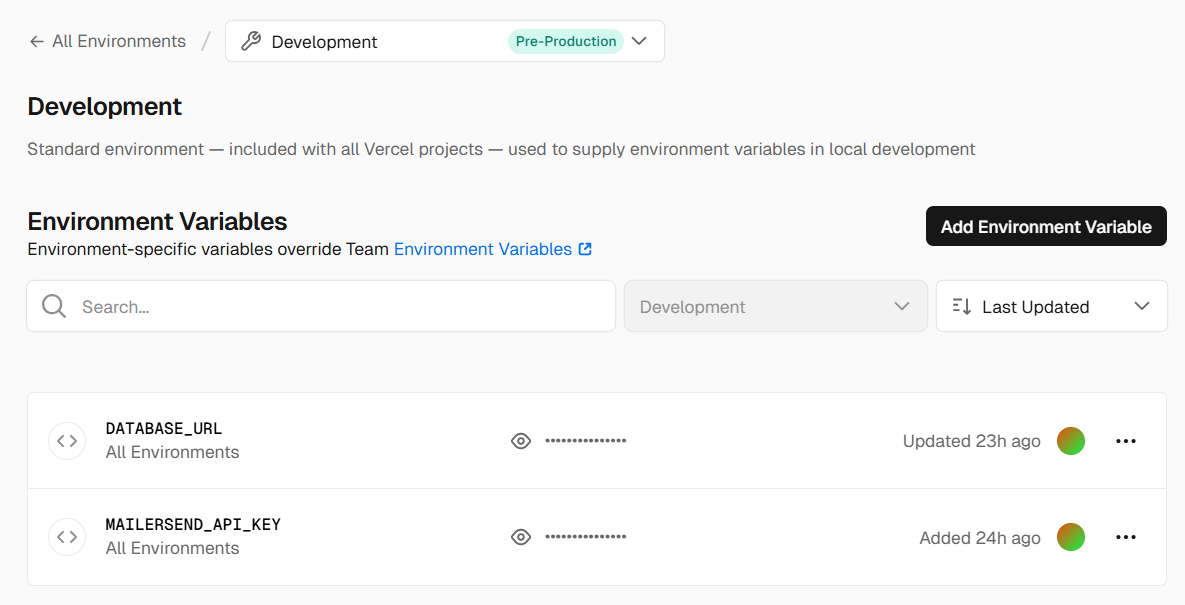 ← All Environments / Development Pre-Production
Development
Standard environment — included with all Vercel projects — used to supply environment variables in local development
Environment Variables
Environment-specific variables override Team Environment Variables
Add Environment Variable
Search...
Development
Last Updated
DATABASE_URL
All Environments
••••••••••••••• 
Updated 23h ago
MAILERSEND_API_KEY
All Environments
•••••••••••••••
Added 24h ago